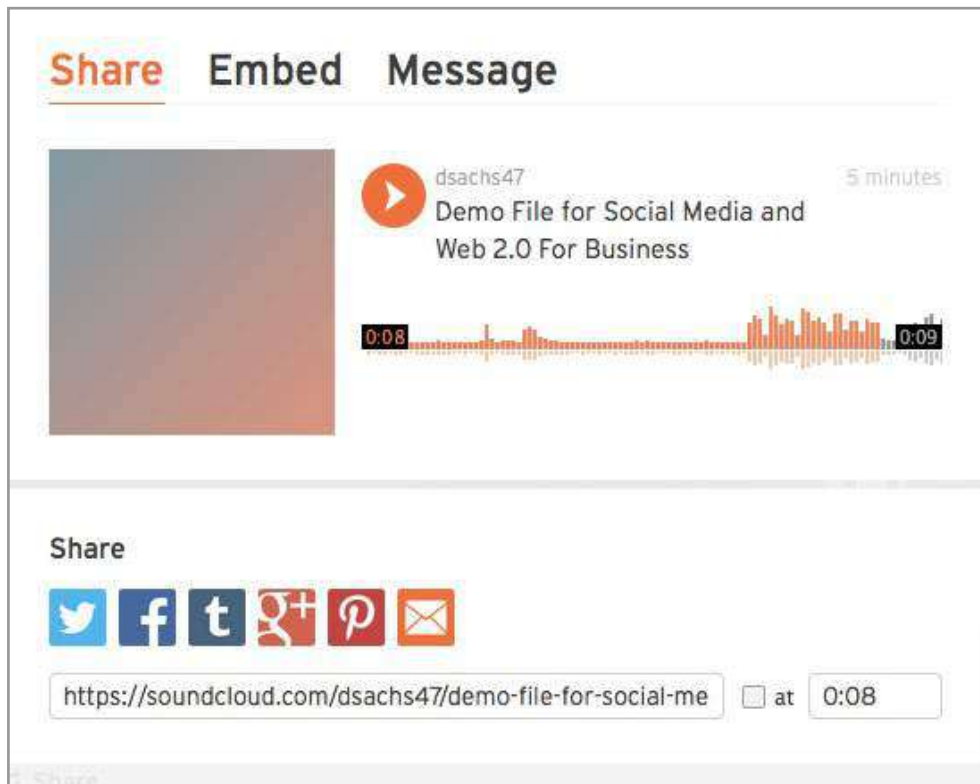 Share Embed Message
dsachs47 5 minutes
Demo File for Social Media and
Web 2.0 For Business
0:08 0:09
Share
https://soundcloud.com/dsachs47/demo-file-for-social-me
at 0:08
Share